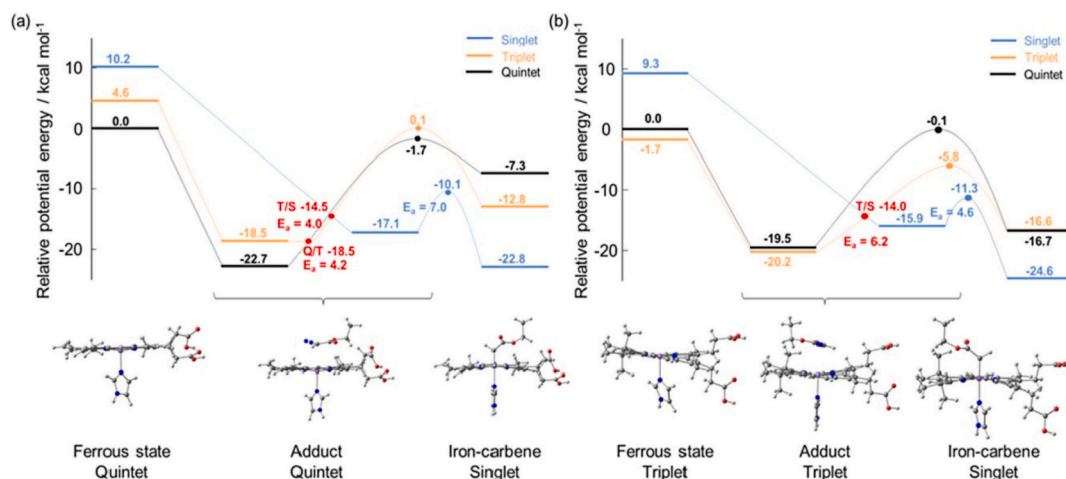 (a)
Relative potential energy / kcal mol-1
10
0
-10
-20
Singlet
Triplet
Quintet
10.2
4.6
0.0
0.1
-1.7
-7.3
-10.1
-12.8
T/S -14.5
Ea = 4.0
Ea = 7.0
-17.1
-18.5
Q/T -18.5
Ea = 4.2
-22.7
-22.8
Ferrous state
Quintet
Adduct
Quintet
Iron-carbene
Singlet
(b)
Relative potential energy / kcal mol-1
10
0
-10
-20
Singlet
Triplet
Quintet
9.3
0.0
-1.7
-0.1
-5.8
-11.3
T/S -14.0
Ea = 4.6
-15.9
Ea = 6.2
-16.6
-16.7
-19.5
-20.2
-24.6
Ferrous state
Triplet
Adduct
Triplet
Iron-carbene
Singlet